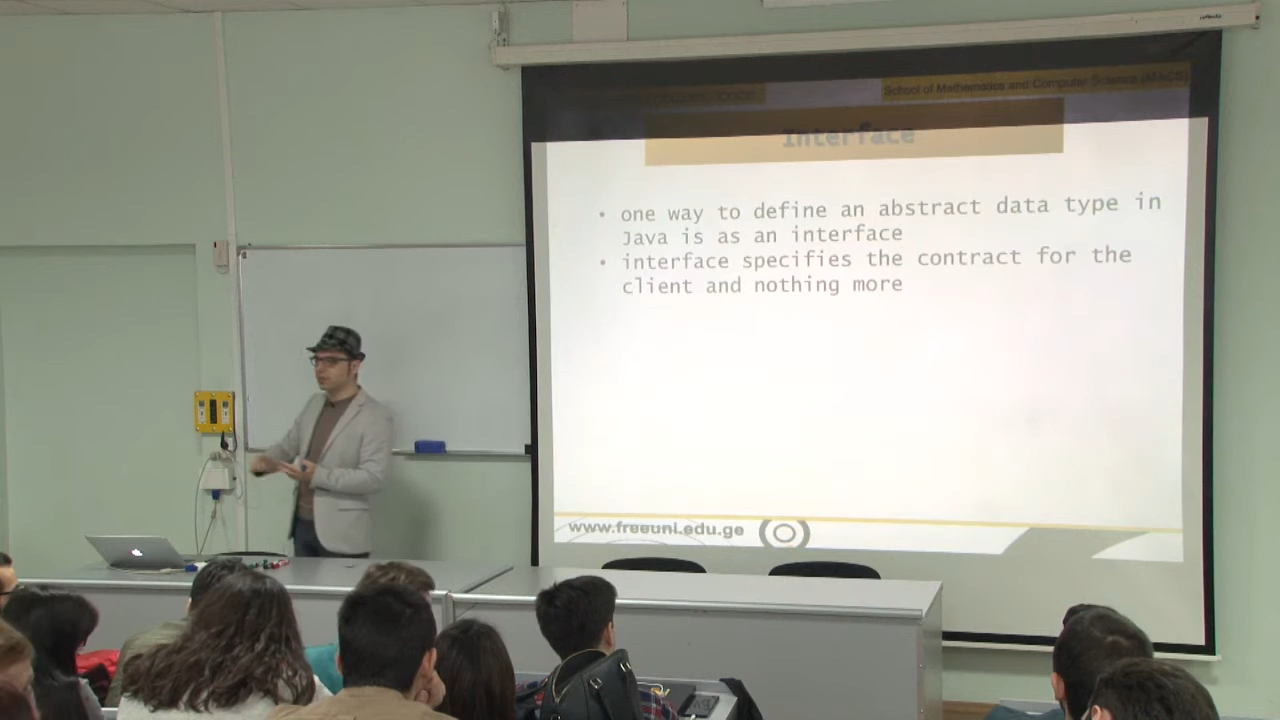 School of Mathematics and Computer Science (MACS)
Interface
• one way to define an abstract data type in
Java is as an interface
• interface specifies the contract for the
client and nothing more
www.freeuni.edu.ge